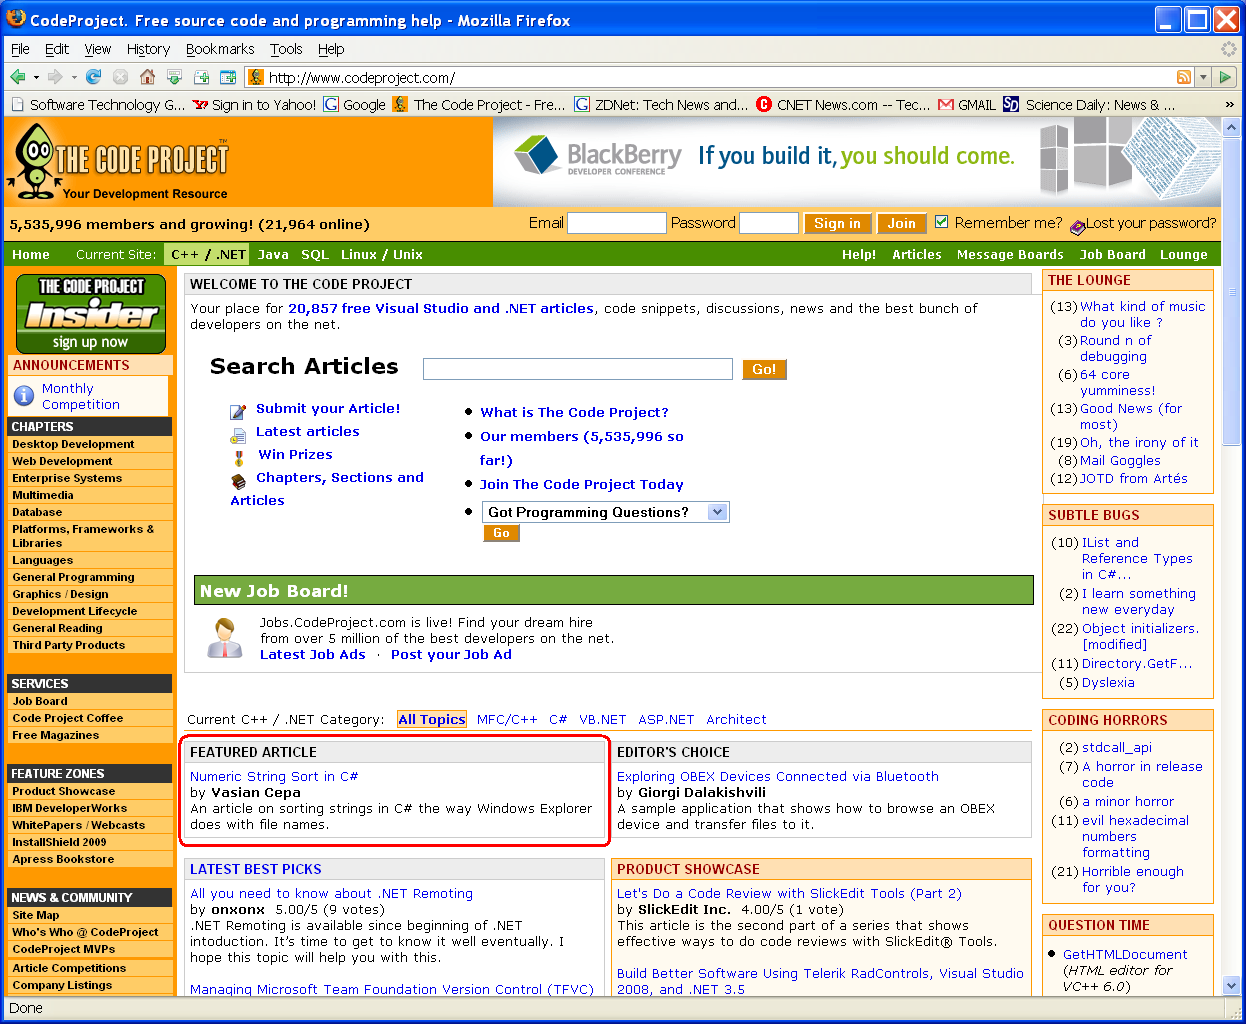 CodeProject. Free source code and programming help - Mozilla Firefox
File Edit View History Bookmarks Tools Help
http://www.codeproject.com/
Software Technology G... Sign in to Yahoo! Google The Code Project - Fre... ZDNet: Tech News and... CNET News.com -- Tec... GMAIL Science Daily: News & ... »
THE CODE PROJECT™
Your Development Resource
BlackBerry
DEVELOPER CONFERENCE
If you build it, you should come.
5,535,996 members and growing! (21,964 online)
Email Password Sign in Join Remember me? Lost your password?
Home Current Site: C++ / .NET Java SQL Linux / Unix Help! Articles Message Boards Job Board Lounge
THE CODE PROJECT
Insider
sign up now
ANNOUNCEMENTS
Monthly
Competition
CHAPTERS
Desktop Development
Web Development
Enterprise Systems
Multimedia
Database
Platforms, Frameworks &
Libraries
Languages
General Programming
Graphics / Design
Development Lifecycle
General Reading
Third Party Products
SERVICES
Job Board
Code Project Coffee
Free Magazines
FEATURE ZONES
Product Showcase
IBM DeveloperWorks
WhitePapers / Webcasts
InstallShield 2009
Apress Bookstore
NEWS & COMMUNITY
Site Map
Who's Who @ CodeProject
CodeProject MVPs
Article Competitions
Company Listings
WELCOME TO THE CODE PROJECT
Your place for 20,857 free Visual Studio and .NET articles, code snippets, discussions, news and the best bunch of
developers on the net.
Search Articles Go!
Submit your Article!
Latest articles
Win Prizes
Chapters, Sections and
Articles
What is The Code Project?
Our members (5,535,996 so
far!)
Join The Code Project Today
Got Programming Questions?
Go
New Job Board!
Jobs.CodeProject.com is live! Find your dream hire
from over 5 million of the best developers on the net.
Latest Job Ads · Post your Job Ad
Current C++ / .NET Category: All Topics MFC/C++ C# VB.NET ASP.NET Architect
FEATURED ARTICLE
Numeric String Sort in C#
by Vasian Cepa
An article on sorting strings in C# the way Windows Explorer
does with file names.
EDITOR'S CHOICE
Exploring OBEX Devices Connected via Bluetooth
by Giorgi Dalakishvili
A sample application that shows how to browse an OBEX
device and transfer files to it.
LATEST BEST PICKS
All you need to know about .NET Remoting
by onxonx 5.00/5 (9 votes)
.NET Remoting is available since beginning of .NET
intoduction. It's time to get to know it well eventually. I
hope this topic will help you with this.
Managing Microsoft Team Foundation Version Control (TFVC)
PRODUCT SHOWCASE
Let's Do a Code Review with SlickEdit Tools (Part 2)
by SlickEdit Inc. 4.00/5 (1 vote)
This article is the second part of a series that shows
effective ways to do code reviews with SlickEdit® Tools.
Build Better Software Using Telerik RadControls, Visual Studio
2008, and .NET 3.5
THE LOUNGE
(13) What kind of music
do you like ?
(3) Round n of
debugging
(6) 64 core
yumminess!
(13) Good News (for
most)
(19) Oh, the irony of it
(8) Mail Goggles
(12) JOTD from Artés
SUBTLE BUGS
(10) IList and
Reference Types
in C#...
(2) I learn something
new everyday
(22) Object initializers.
[modified]
(11) Directory.GetF...
(5) Dyslexia
CODING HORRORS
(2) stdcall_api
(7) A horror in release
code
(6) a minor horror
(11) evil hexadecimal
numbers
formatting
(21) Horrible enough
for you?
QUESTION TIME
GetHTMLDocument
(HTML editor for
VC++ 6.0)
Done